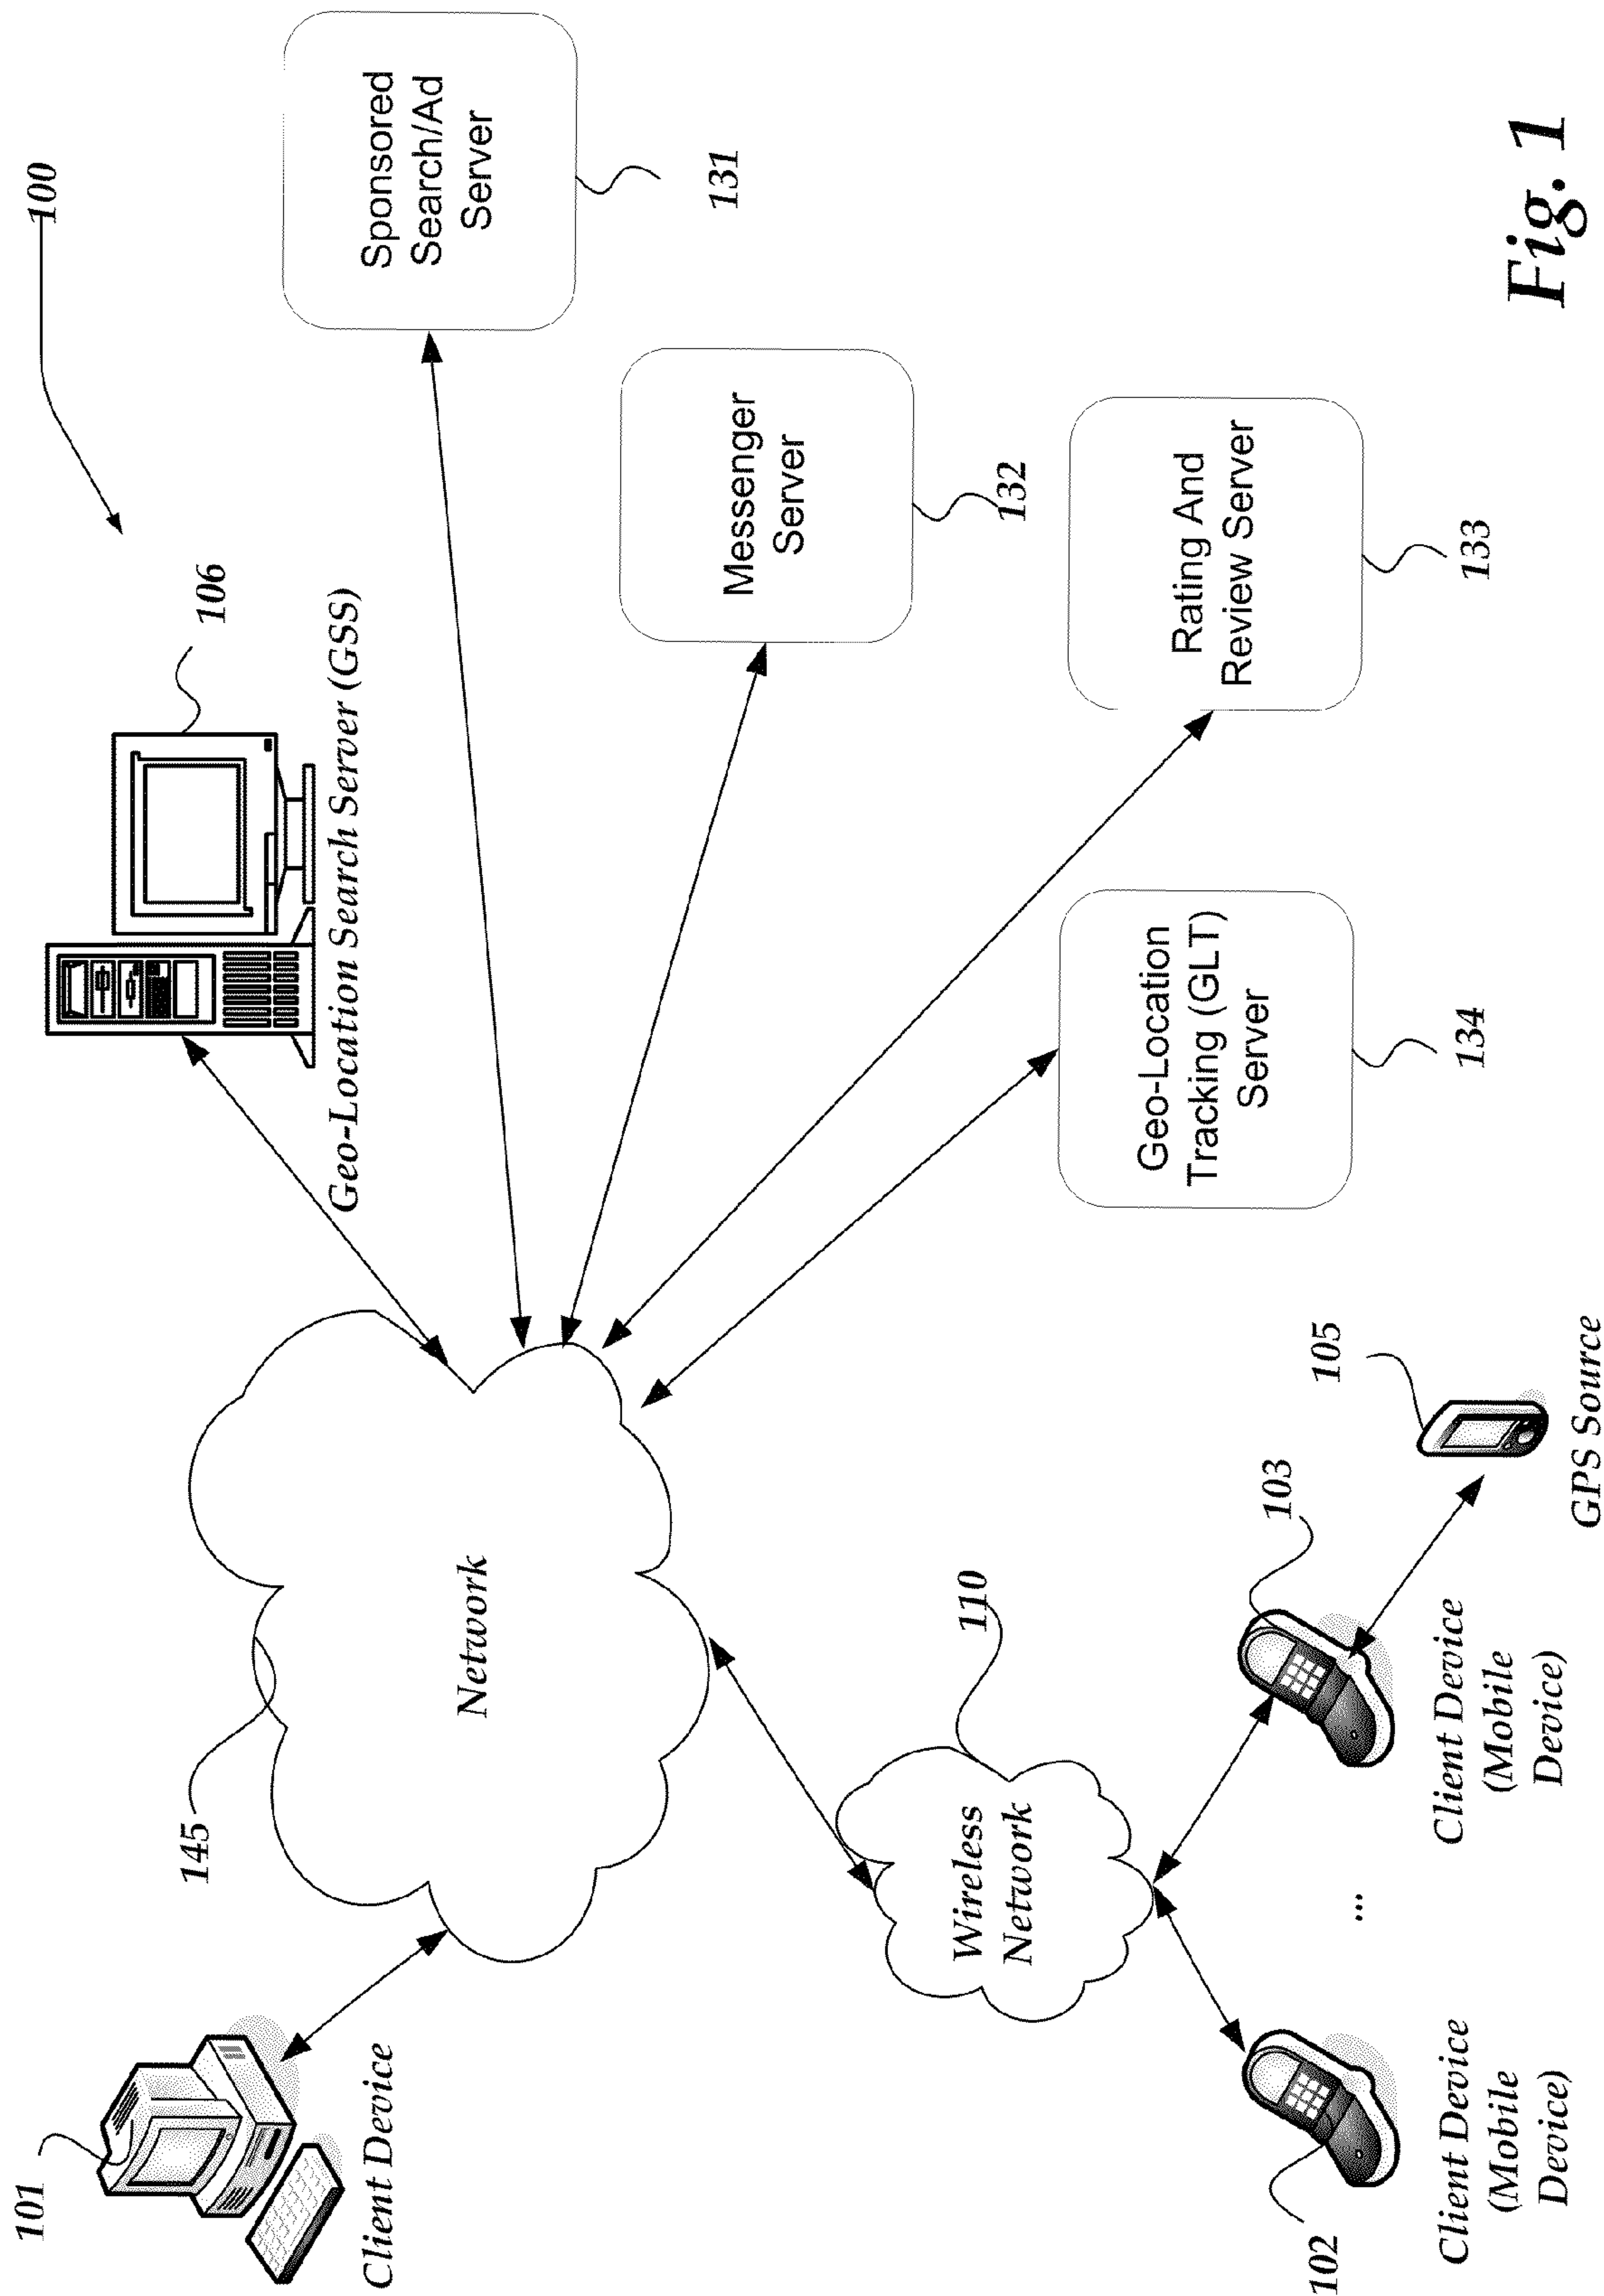 100
106
Geo-Location Search Server (GSS)
101
Client Device
145
Network
Sponsored
Search/Ad
Server
131
Messenger
Server
132
Rating And
Review Server
133
Geo-Location
Tracking (GLT)
Server
134
110
Wireless
Network
102
Client Device
(Mobile
Device)
...
103
Client Device
(Mobile
Device)
105
GPS Source
Fig. 1